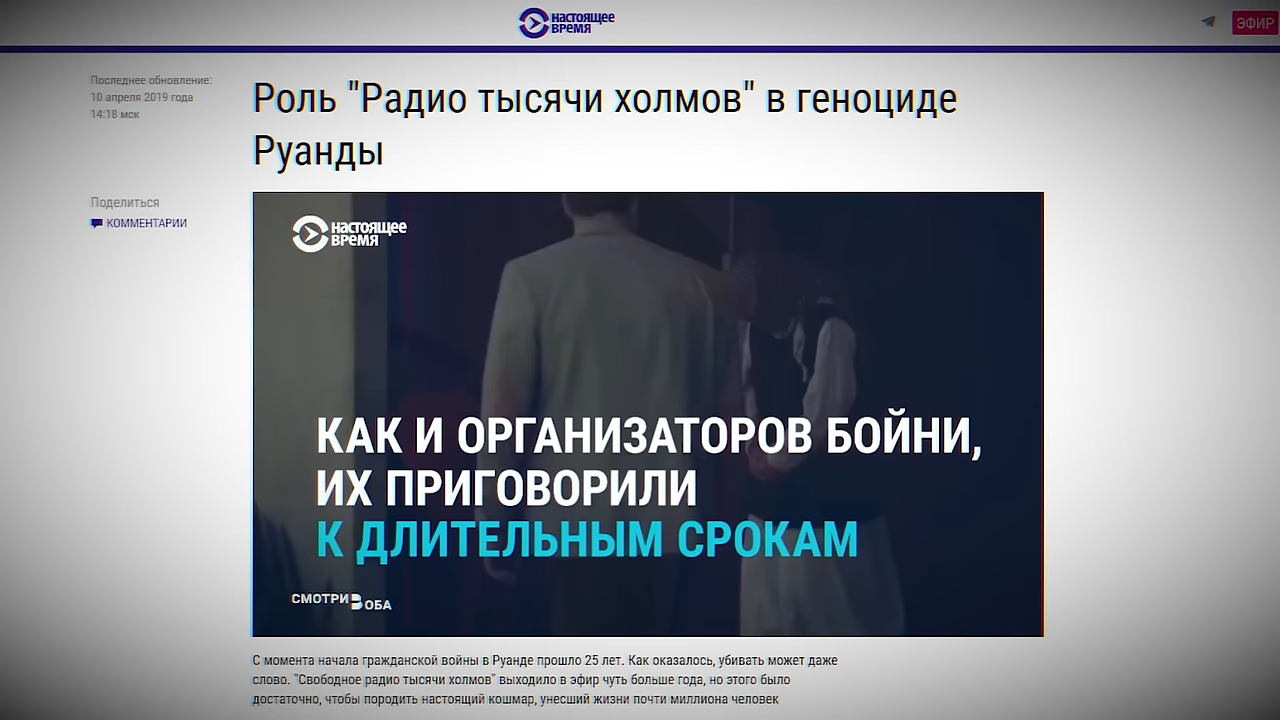 НАСТОЯЩЕЕ
ВРЕМЯ
ЭФИР
Последнее обновление:
10 апреля 2019 года
14:18 мск
Роль "Радио тысячи холмов" в геноциде
Руанды
Поделиться
КОММЕНТАРИИ
НАСТОЯЩЕЕ
ВРЕМЯ
КАК И ОРГАНИЗАТОРОВ БОЙНИ,
ИХ ПРИГОВОРИЛИ
К ДЛИТЕЛЬНЫМ СРОКАМ
СМОТРИ В ОБА
С момента начала гражданской войны в Руанде прошло 25 лет. Как оказалось, убивать может даже
слово. "Свободное радио тысячи холмов" выходило в эфир чуть больше года, но этого было
достаточно, чтобы породить настоящий кошмар, унесший жизни почти миллиона человек